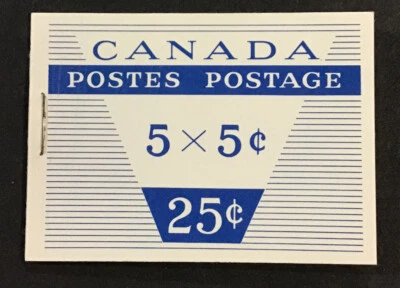 CANADA
POSTES POSTAGE
5 × 5¢
25¢